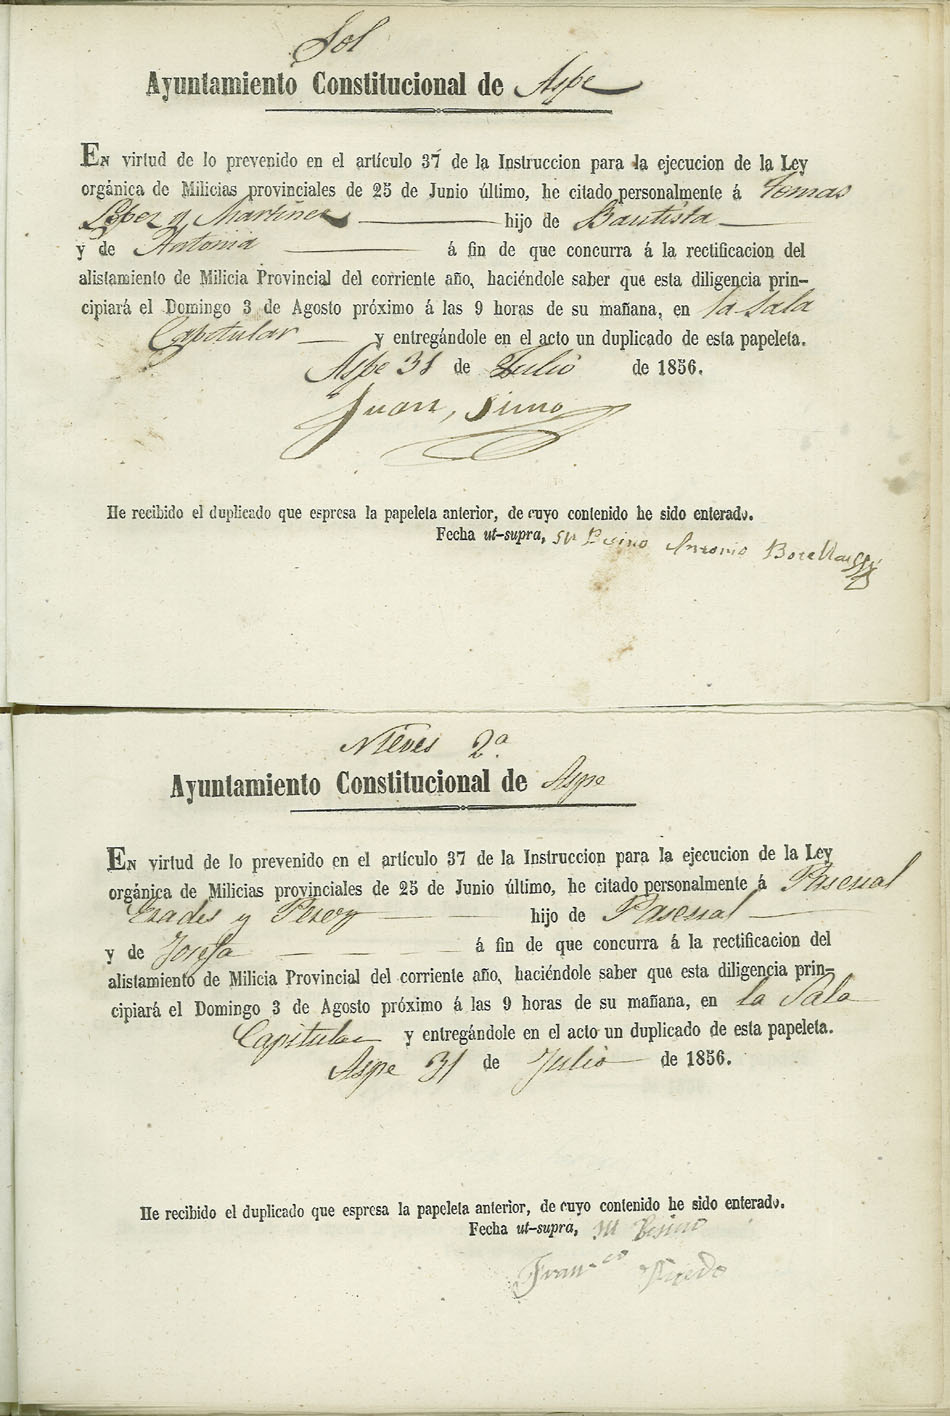 Sol
Ayuntamiento Constitucional de Aspe
En virtud de lo prevenido en el artículo 37 de la Instruccion para la ejecucion de la Ley
orgánica de Milicias provinciales de 25 de Junio último, he citado personalmente á Tomas
Lopez y Martinez hijo de Bautista
y de Antonia á fin de que concurra á la rectificacion del
alistamiento de Milicia Provincial del corriente año, haciéndole saber que esta diligencia prin-
cipiará el Domingo 3 de Agosto próximo á las 9 horas de su mañana, en la Sala
Capitular y entregándole en el acto un duplicado de esta papeleta.
Aspe 31 de Julio de 1856.
Juan Simo
He recibido el duplicado que espresa la papeleta anterior, de cuyo contenido he sido enterado.
Fecha ut-supra, su Besino Antonio
Nieves 2ª
Ayuntamiento Constitucional de Aspe
En virtud de lo prevenido en el artículo 37 de la Instruccion para la ejecucion de la Ley
orgánica de Milicias provinciales de 25 de Junio último, he citado personalmente á Pascual
y hijo de Pascual
y de Josefa á fin de que concurra á la rectificacion del
alistamiento de Milicia Provincial del corriente año, haciéndole saber que esta diligencia prin-
cipiará el Domingo 3 de Agosto próximo á las 9 horas de su mañana, en la Sala
Capitular y entregándole en el acto un duplicado de esta papeleta.
Aspe 31 de Julio de 1856.
He recibido el duplicado que espresa la papeleta anterior, de cuyo contenido he sido enterado.
Fecha ut-supra, su Besino
Franco